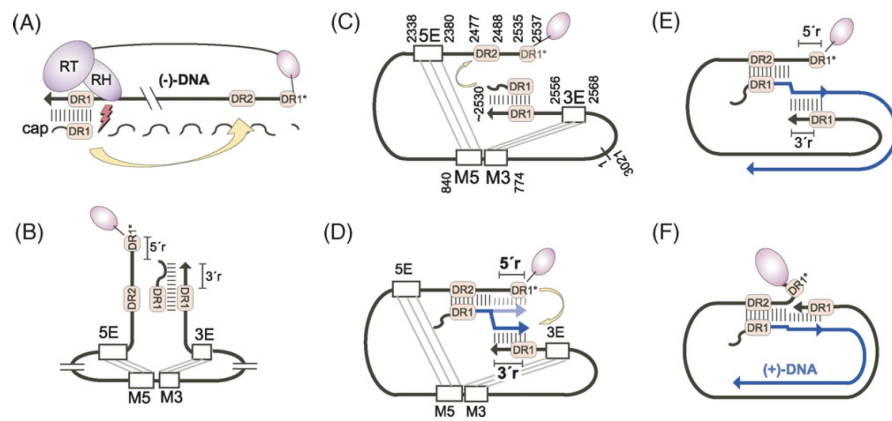 (A)
RT
RH
(-)-DNA
DR1
DR2
DR1*
cap
DR1
(B)
DR1*
5´r
3´r
DR2
DR1
DR1
5E
3E
M5
M3
(C)
2338
2380
2477
2488
2535
2537
5E
DR2
DR1*
~2530
DR1
2556
2568
3E
M5
M3
840
774
1
3021
(D)
5´r
5E
DR2
DR1*
DR1
3E
DR1
3´r
M5
M3
(E)
5´r
DR2
DR1*
DR1
DR1
3´r
(F)
DR1*
DR2
DR1
DR1
(+)-DNA